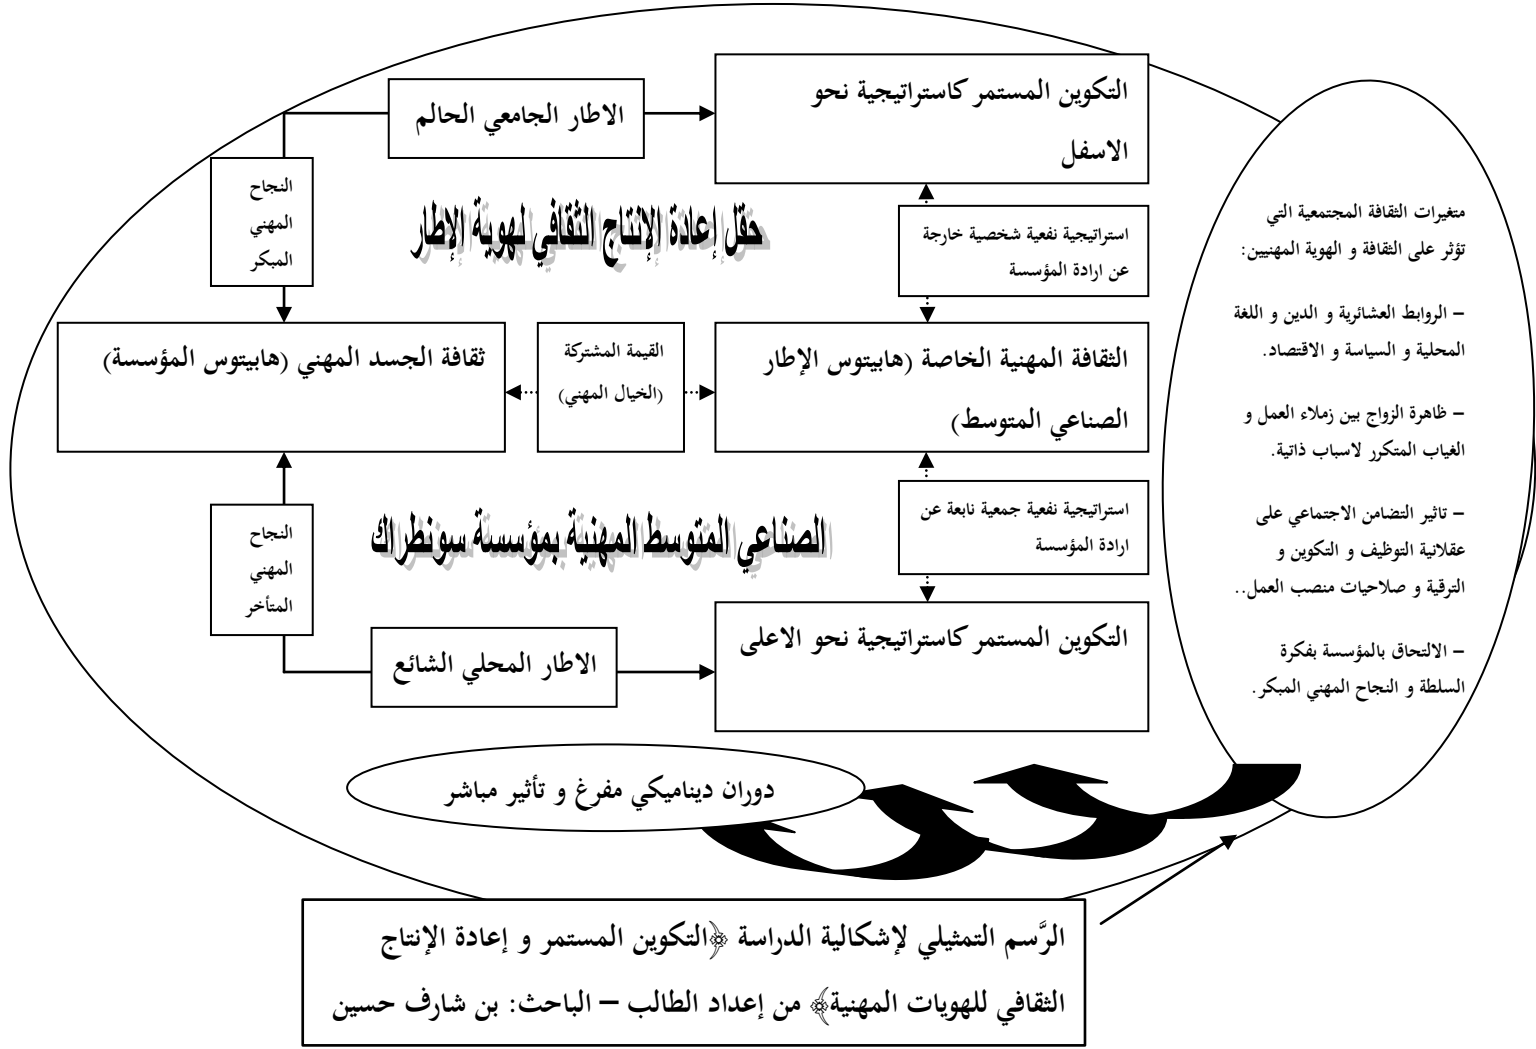 التكوين المستمر كاستراتيجية نحو
الاسفل
الاطار الجامعي الحالم
النجاح
المهني
المبكر
حقل إعادة الإنتاج الثقافي لهوية الإطار
استراتيجية نفعية شخصية خارجة
عن ارادة المؤسسة
الثقافة المهنية الخاصة (هابيتوس الإطار
الصناعي المتوسط)
القيمة المشتركة
(الخيال المهني)
ثقافة الجسد المهني (هابيتوس المؤسسة)
استراتيجية نفعية جمعية نابعة عن
ارادة المؤسسة
الصناعي المتوسط المهنية بمؤسسة سونطراك
النجاح
المهني
المتأخر
التكوين المستمر كاستراتيجية نحو الاعلى
الاطار المحلي الشائع
متغيرات الثقافة المجتمعية التي
تؤثر على الثقافة و الهوية المهنيين:
– الروابط العشائرية و الدين و اللغة
المحلية و السياسة و الاقتصاد.
– ظاهرة الزواج بين زملاء العمل و
الغياب المتكرر لاسباب ذاتية.
– تاثير التضامن الاجتماعي على
عقلانية التوظيف و التكوين و
الترقية و صلاحيات منصب العمل..
– الالتحاق بالمؤسسة بفكرة
السلطة و النجاح المهني المبكر.
دوران ديناميكي مفرغ و تأثير مباشر
الرَّسم التمثيلي لإشكالية الدراسة ﴿التكوين المستمر و إعادة الإنتاج
الثقافي للهويات المهنية﴾ من إعداد الطالب – الباحث: بن شارف حسين